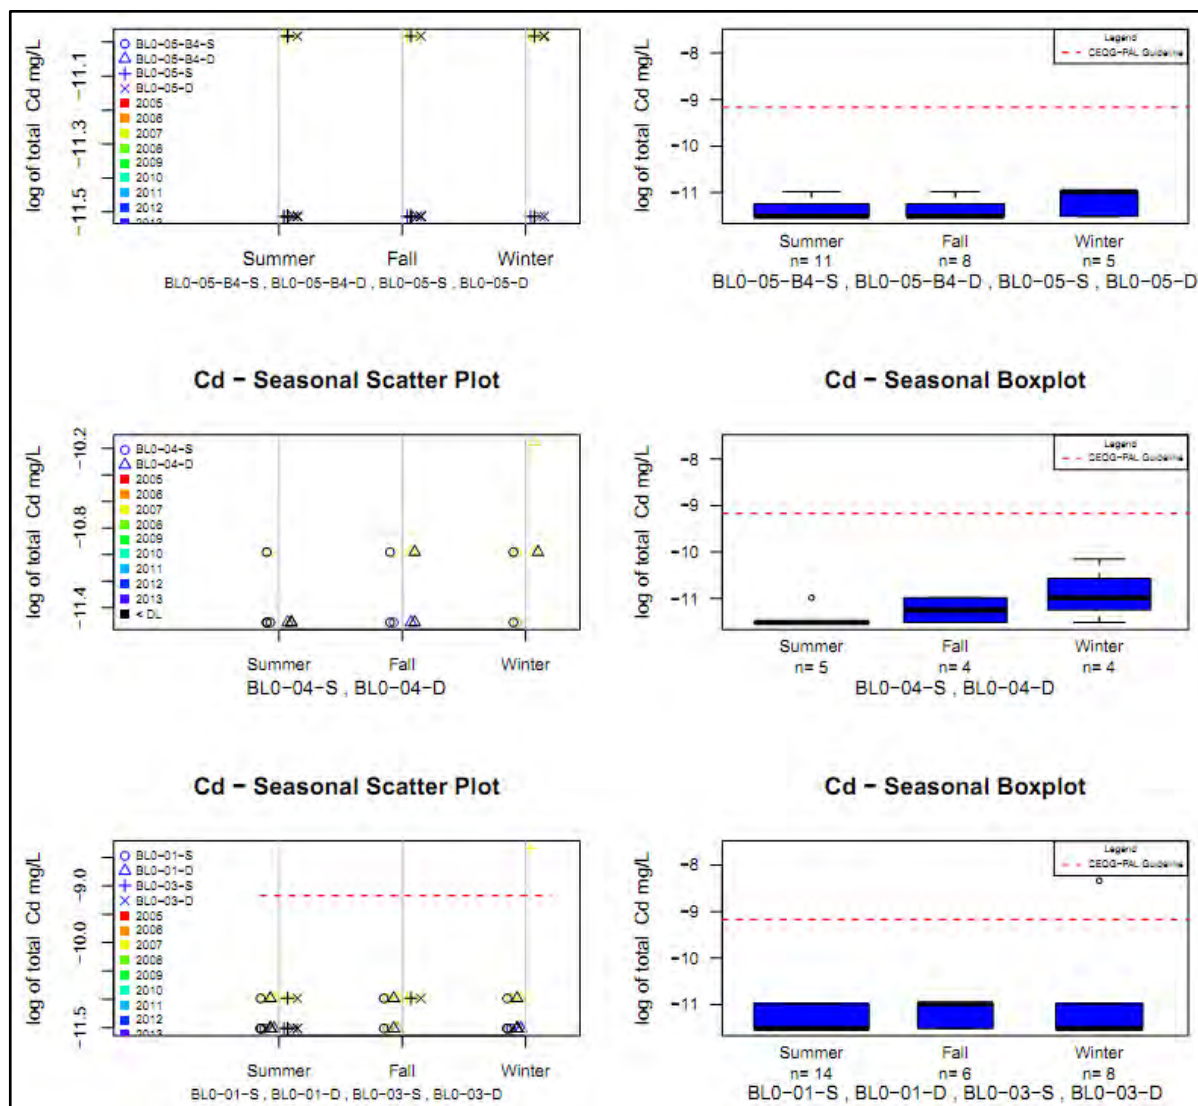 log of total Cd mg/L
−11.1
−11.3
−11.5
BL0-05-B4-S
BL0-05-B4-D
BL0-05-S
BL0-05-D
2005
2006
2007
2008
2009
2010
2011
2012
2013
Summer Fall Winter
BL0-05-B4-S , BL0-05-B4-D , BL0-05-S , BL0-05-D
log of total Cd mg/L
−8
−9
−10
−11
Legend
CEQG-PAL Guideline
Summer Fall Winter
n= 11 n= 8 n= 5
BL0-05-B4-S , BL0-05-B4-D , BL0-05-S , BL0-05-D
Cd − Seasonal Scatter Plot
log of total Cd mg/L
−10.2
−10.8
−11.4
BL0-04-S
BL0-04-D
2005
2006
2007
2008
2009
2010
2011
2012
2013
< DL
Summer Fall Winter
BL0-04-S , BL0-04-D
Cd − Seasonal Boxplot
log of total Cd mg/L
−8
−9
−10
−11
Legend
CEQG-PAL Guideline
Summer Fall Winter
n= 5 n= 4 n= 4
BL0-04-S , BL0-04-D
Cd − Seasonal Scatter Plot
log of total Cd mg/L
−9.0
−10.0
−11.5
BL0-01-S
BL0-01-D
BL0-03-S
BL0-03-D
2005
2006
2007
2008
2009
2010
2011
2012
2013
Summer Fall Winter
BL0-01-S , BL0-01-D , BL0-03-S , BL0-03-D
Cd − Seasonal Boxplot
log of total Cd mg/L
−8
−9
−10
−11
Legend
CEQG-PAL Guideline
Summer Fall Winter
n= 14 n= 6 n= 8
BL0-01-S , BL0-01-D , BL0-03-S , BL0-03-D